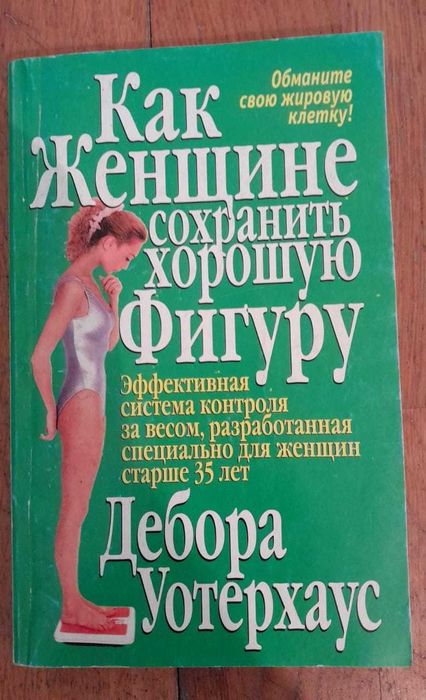 Обманите
свою жировую
клетку!
Как
Женщине
сохранить
хорошую
Фигуру
Эффективная
система контроля
за весом, разработанная
специально для женщин
старше 35 лет
Дебора
Уотерхаус